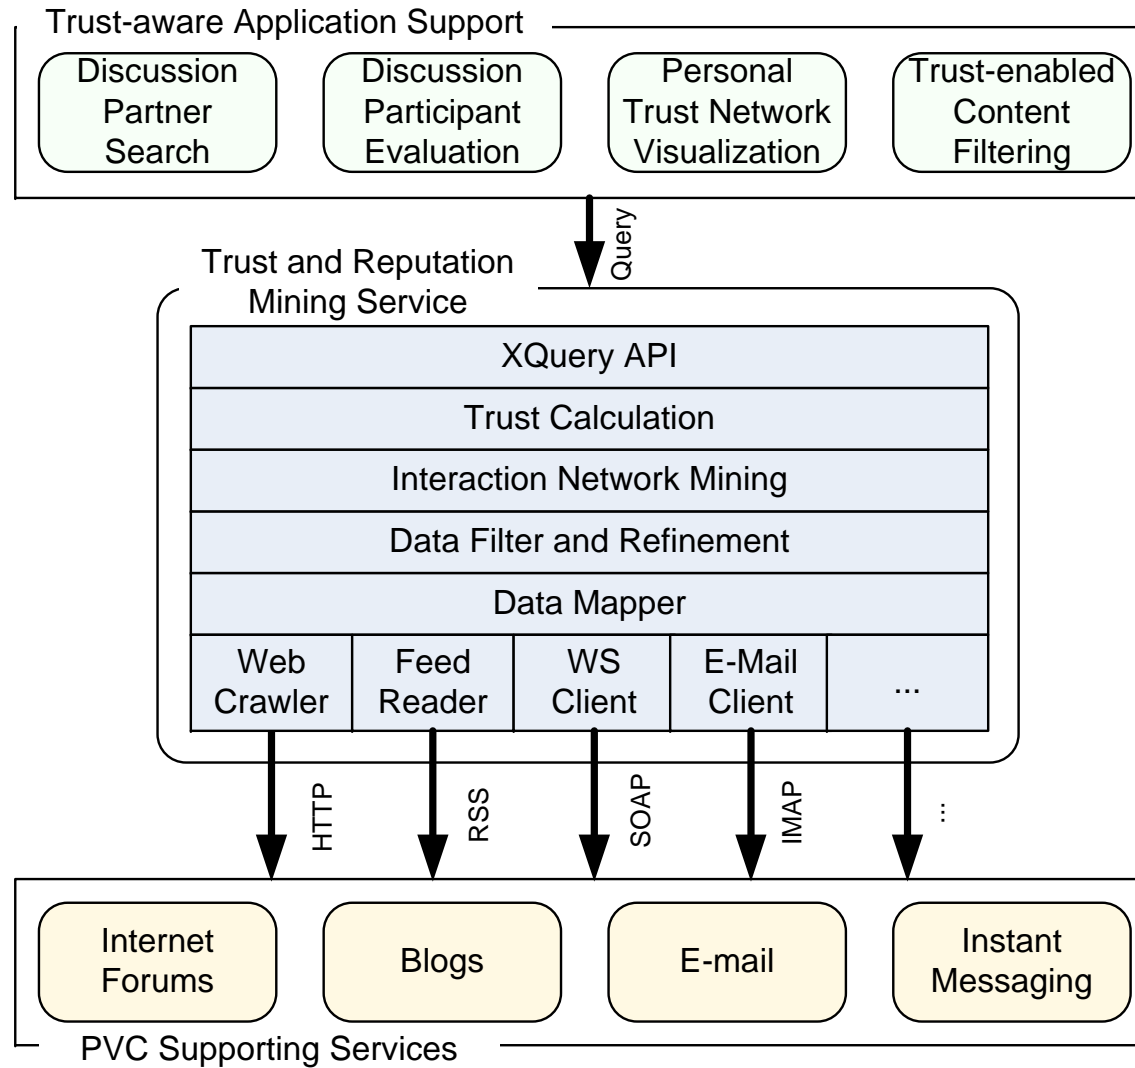 Trust-aware Application Support
Discussion
Partner
Search
Discussion
Participant
Evaluation
Personal
Trust Network
Visualization
Trust-enabled
Content
Filtering
Query
Trust and Reputation
Mining Service
XQuery API
Trust Calculation
Interaction Network Mining
Data Filter and Refinement
Data Mapper
Web
Crawler
Feed
Reader
WS
Client
E-Mail
Client
...
HTTP
RSS
SOAP
IMAP
...
Internet
Forums
Blogs
E-mail
Instant
Messaging
PVC Supporting Services